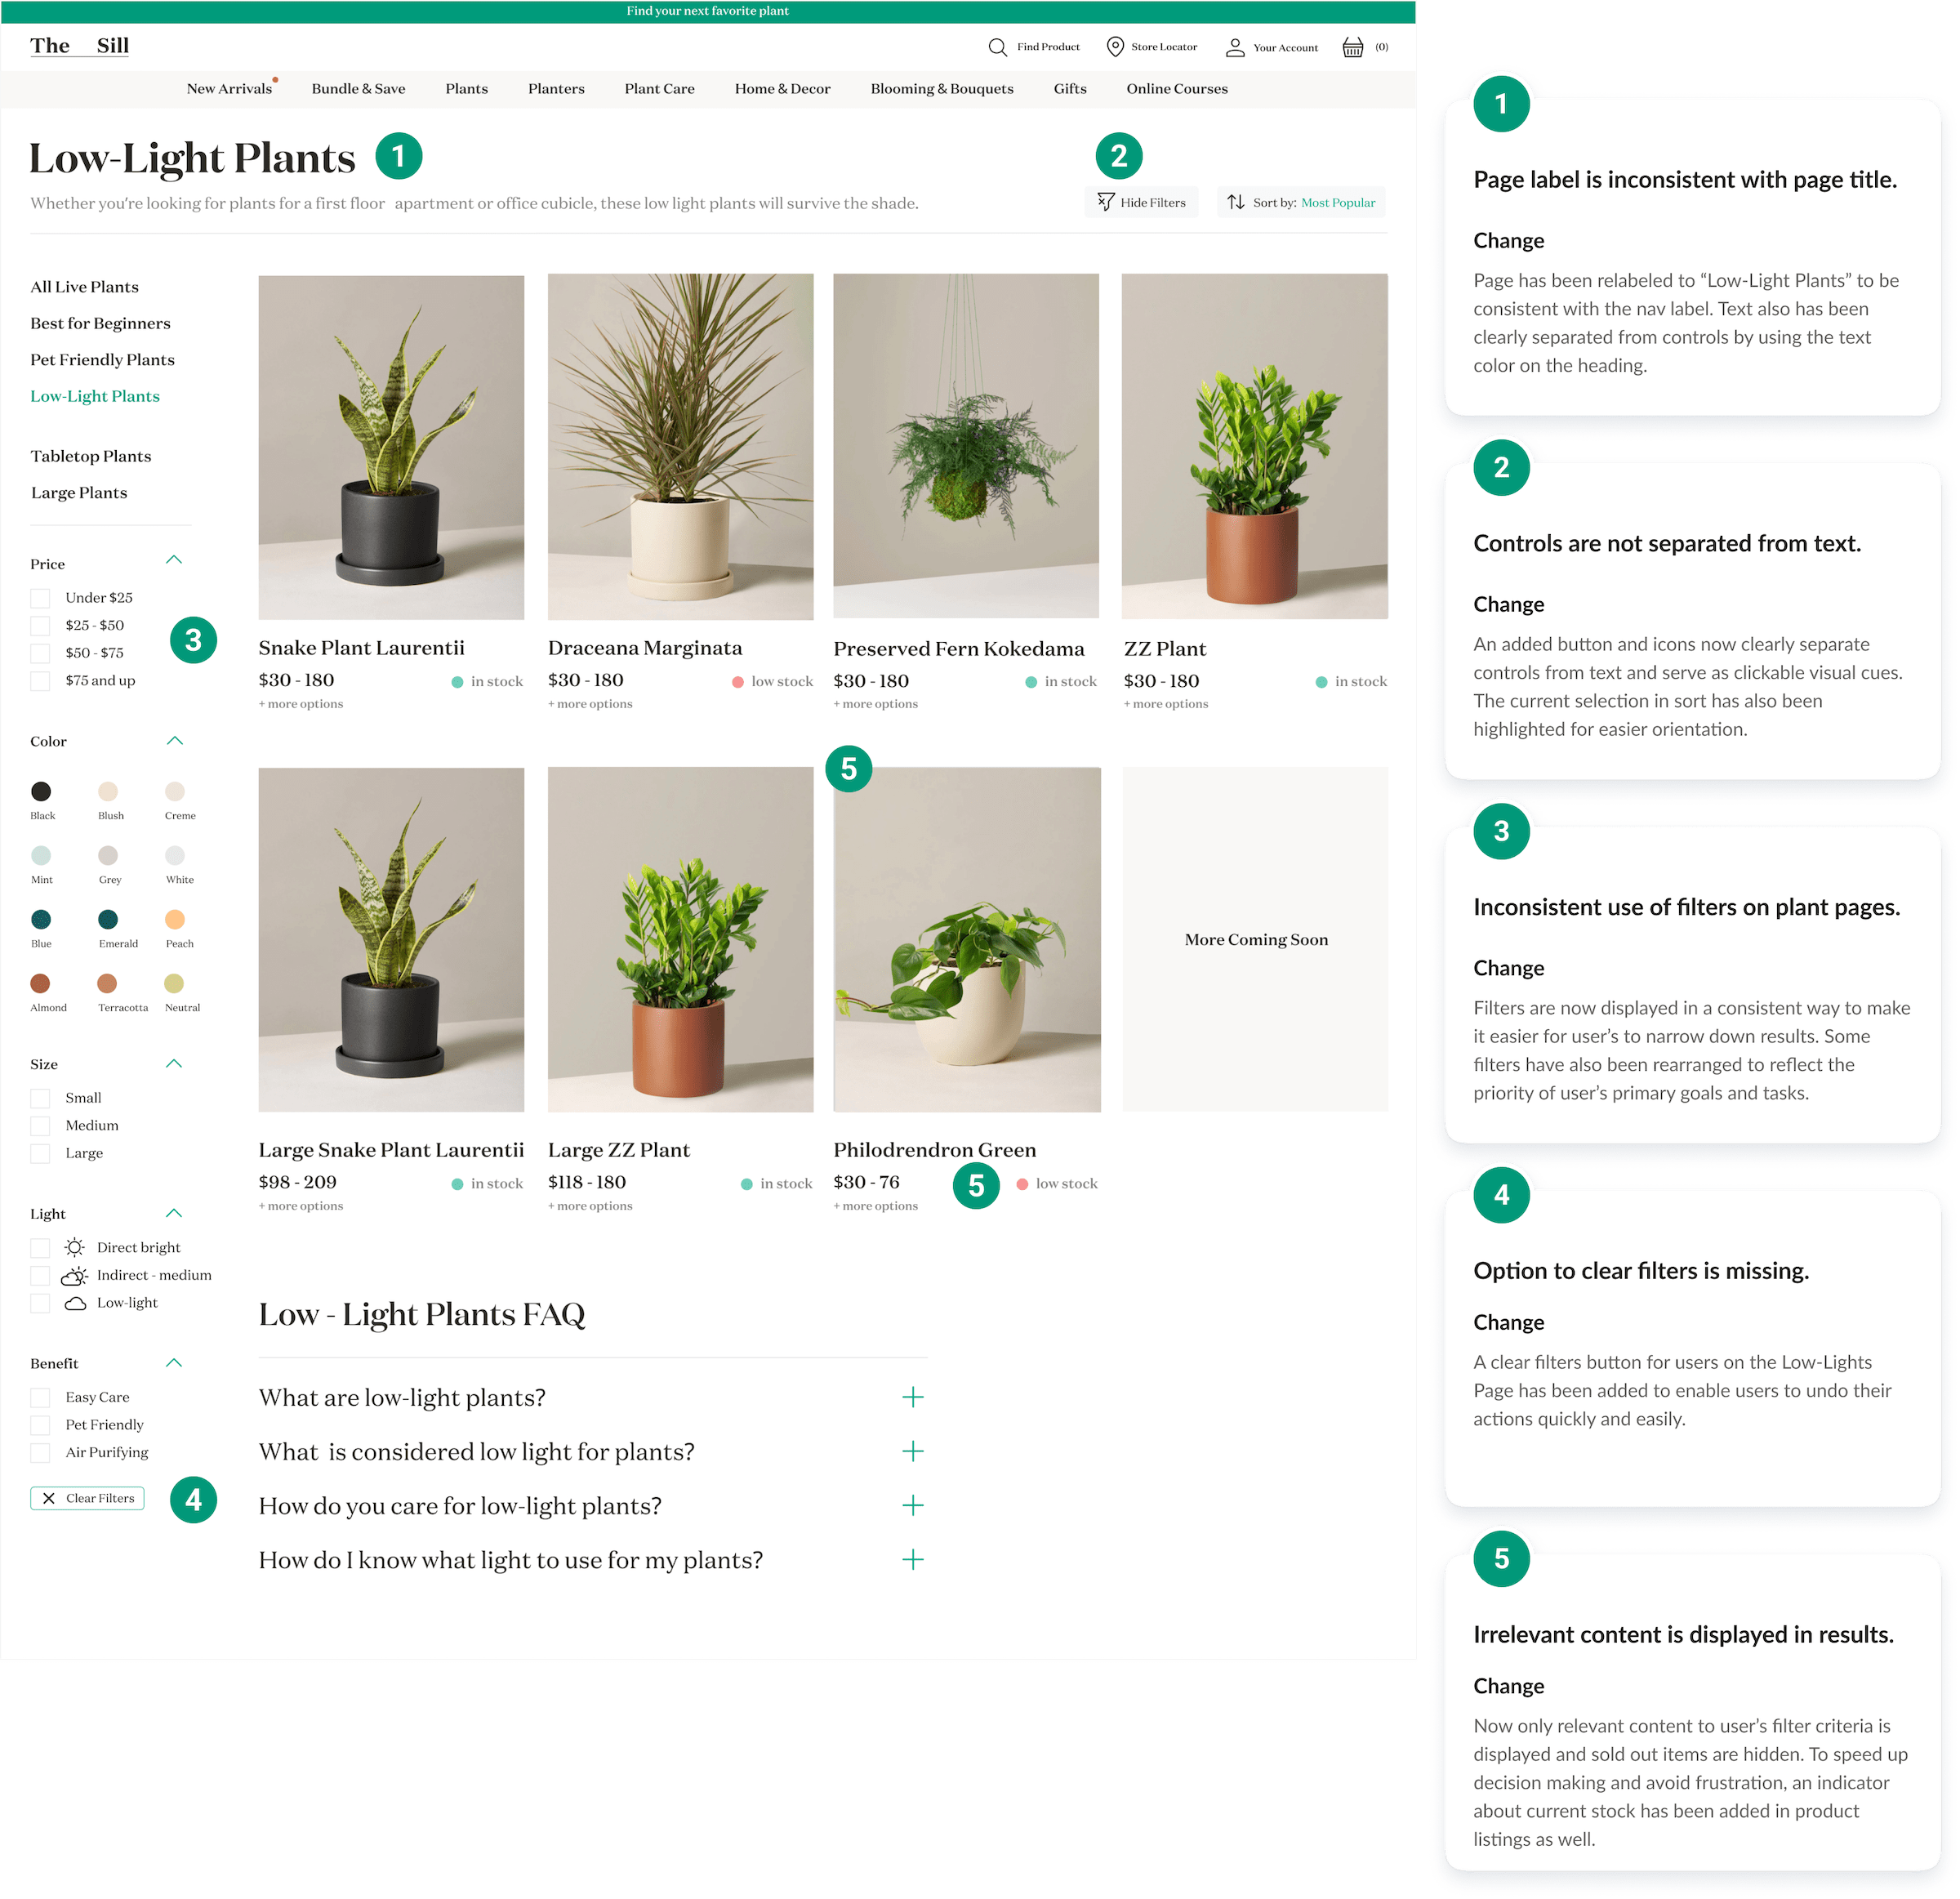 Find your next favorite plant
The Sill
Find Product
Store Locator
Your Account
(0)
New Arrivals
Bundle & Save
Plants
Planters
Plant Care
Home & Decor
Blooming & Bouquets
Gifts
Online Courses
Low-Light Plants
1
2
Whether you're looking for plants for a first floor apartment or office cubicle, these low light plants will survive the shade.
Hide Filters
Sort by: Most Popular
All Live Plants
Best for Beginners
Pet Friendly Plants
Low-Light Plants
Tabletop Plants
Large Plants
Price
Under $25
$25 - $50
$50 - $75
$75 and up
3
Color
Black
Blush
Creme
Mint
Grey
White
Blue
Emerald
Peach
Almond
Terracotta
Neutral
Size
Small
Medium
Large
Light
Direct bright
Indirect - medium
Low-light
Benefit
Easy Care
Pet Friendly
Air Purifying
Clear Filters
4
Snake Plant Laurentii
$30 - 180
in stock
+ more options
Draceana Marginata
$30 - 180
low stock
+ more options
Preserved Fern Kokedama
$30 - 180
in stock
+ more options
ZZ Plant
$30 - 180
in stock
+ more options
5
More Coming Soon
Large Snake Plant Laurentii
$98 - 209
in stock
+ more options
Large ZZ Plant
$118 - 180
in stock
+ more options
Philodrendron Green
$30 - 76
5
low stock
+ more options
Low - Light Plants FAQ
What are low-light plants?
What is considered low light for plants?
How do you care for low-light plants?
How do I know what light to use for my plants?
1
Page label is inconsistent with page title.
Change
Page has been relabeled to “Low-Light Plants” to be
consistent with the nav label. Text also has been
clearly separated from controls by using the text
color on the heading.
2
Controls are not separated from text.
Change
An added button and icons now clearly separate
controls from text and serve as clickable visual cues.
The current selection in sort has also been
highlighted for easier orientation.
3
Inconsistent use of filters on plant pages.
Change
Filters are now displayed in a consistent way to make
it easier for user’s to narrow down results. Some
filters have also been rearranged to reflect the
priority of user’s primary goals and tasks.
4
Option to clear filters is missing.
Change
A clear filters button for users on the Low-Lights
Page has been added to enable users to undo their
actions quickly and easily.
5
Irrelevant content is displayed in results.
Change
Now only relevant content to user’s filter criteria is
displayed and sold out items are hidden. To speed up
decision making and avoid frustration, an indicator
about current stock has been added in product
listings as well.